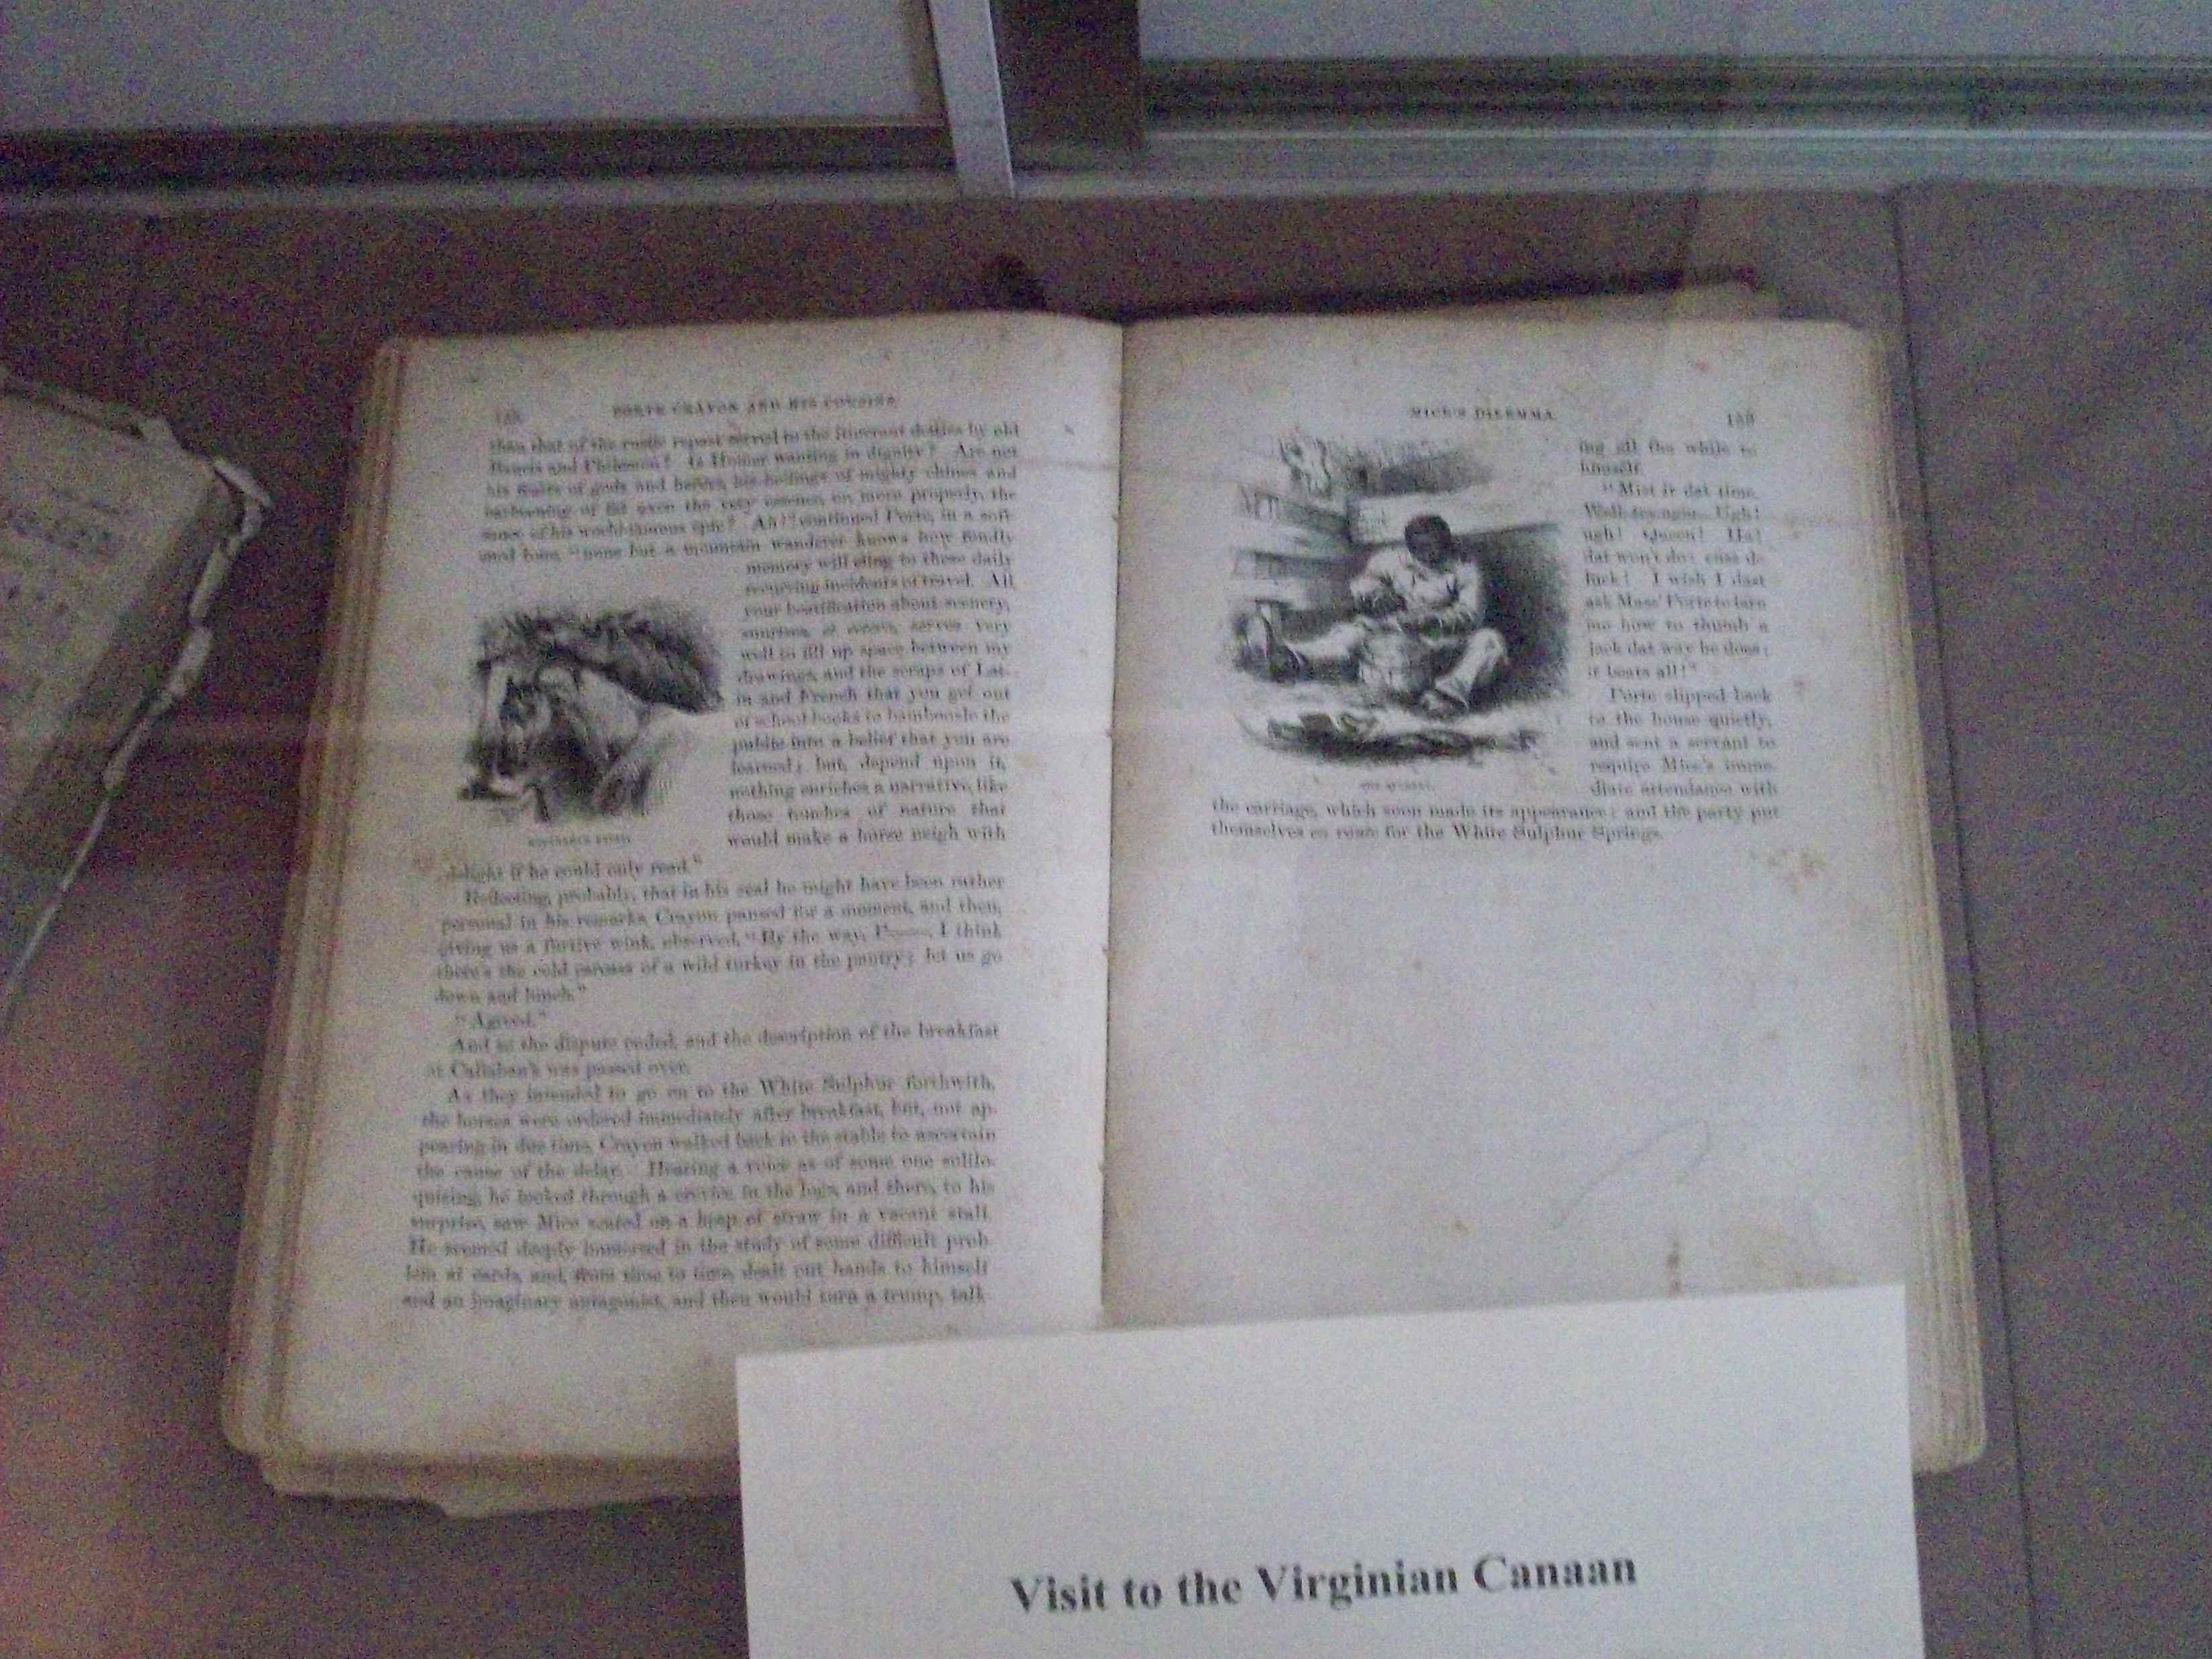 PORTE CRAYON AND HIS COUSINS.
than that of the rustic repast served to the itinerant deities by old
Baucis and Philemon? Is Homer wanting in dignity? Are not
his feasts of gods and heroes, his boilings of mighty chines and
harboring of fat oxen the very essence, or, more properly, the
sauce of his world-famous epic? Ah!" continued Porte, in a soft-
ened tone, "none but a mountain wanderer knows how fondly
memory will cling to these daily
recurring incidents of travel. All
your beatification about scenery,
sunrises, et cetera, serves very
well to fill up space between my
drawings, and the scraps of Lat-
in and French that you get out
of school-books to bamboozle the
public into a belief that you are
learned; but, depend upon it,
nothing enriches a narrative like
those touches of nature that
would make a horse neigh with
delight if he could only read."
Reflecting, probably, that in his zeal he might have been rather
personal in his remarks, Crayon paused for a moment, and then,
giving us a furtive wink, observed, "By the way, P——, I think
there's the cold carcass of a wild turkey in the pantry; let us go
down and lunch."
"Agreed."
And so the dispute ended, and the description of the breakfast
at Callahan's was passed over.
As they intended to go on to the White Sulphur forthwith,
the horses were ordered immediately after breakfast, but, not ap-
pearing in due time, Crayon walked back to the stable to ascertain
the cause of the delay. Hearing a voice as of some one solilo-
quizing, he looked through a crevice in the logs, and there, to his
surprise, saw Mice seated on a heap of straw in a vacant stall.
He seemed deeply immersed in the study of some difficult prob-
lem at cards, and, from time to time, dealt out hands to himself
and an imaginary antagonist, and then would turn a trump, talk-
MICE'S DILEMMA.
153
ing all the while to
himself.
"Mist it dat time.
Well, try agin. Ugh!
ugh! Queen! Ha!
dat won't do; cuss de
luck! I wish I dast
ask Mass' Porte to larn
me how to thumb a
jack dat way he does;
it beats all!"
Porte slipped back
to the house quietly,
and sent a servant to
require Mice's imme-
diate attendance with
the carriage, which soon made its appearance; and the party put
themselves en route for the White Sulphur Springs.
Visit to the Virginian Canaan